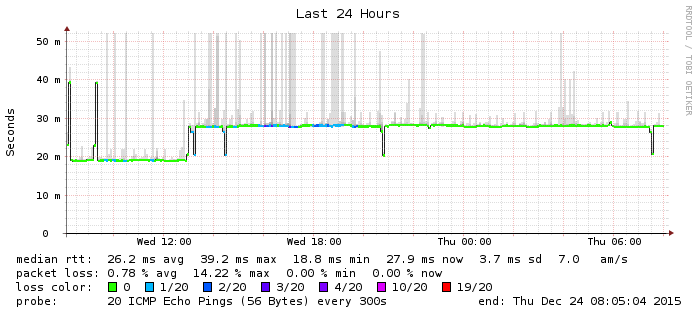 Last 24 Hours
RRDTOOL / TOBI OETIKER
Seconds
50 m
40 m
30 m
20 m
10 m
0
Wed 12:00 Wed 18:00 Thu 00:00 Thu 06:00
median rtt: 26.2 ms avg 39.2 ms max 18.8 ms min 27.9 ms now 3.7 ms sd 7.0 am/s
packet loss: 0.78 % avg 14.22 % max 0.00 % min 0.00 % now
loss color: 0 1/20 2/20 3/20 4/20 10/20 19/20
probe: 20 ICMP Echo Pings (56 Bytes) every 300s end: Thu Dec 24 08:05:04 2015